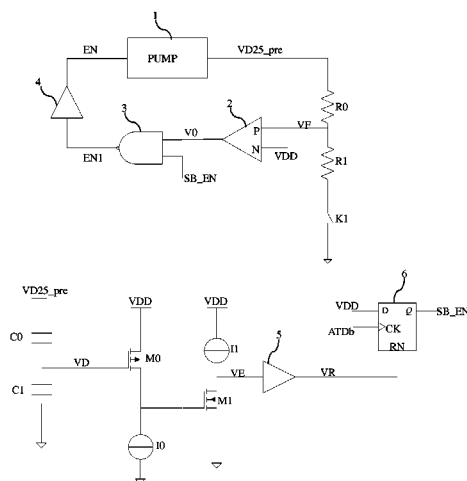 1
EN
PUMP
VD25_pre
4
R0
3
2
V0
P
VF
N
VDD
R1
EN1
SB_EN
K1
6
VD25_pre
VDD
VDD
VDD
D
Q
SB_EN
ATDb
CK
RN
C0
I1
5
VD
M0
VE
VR
C1
M1
I0